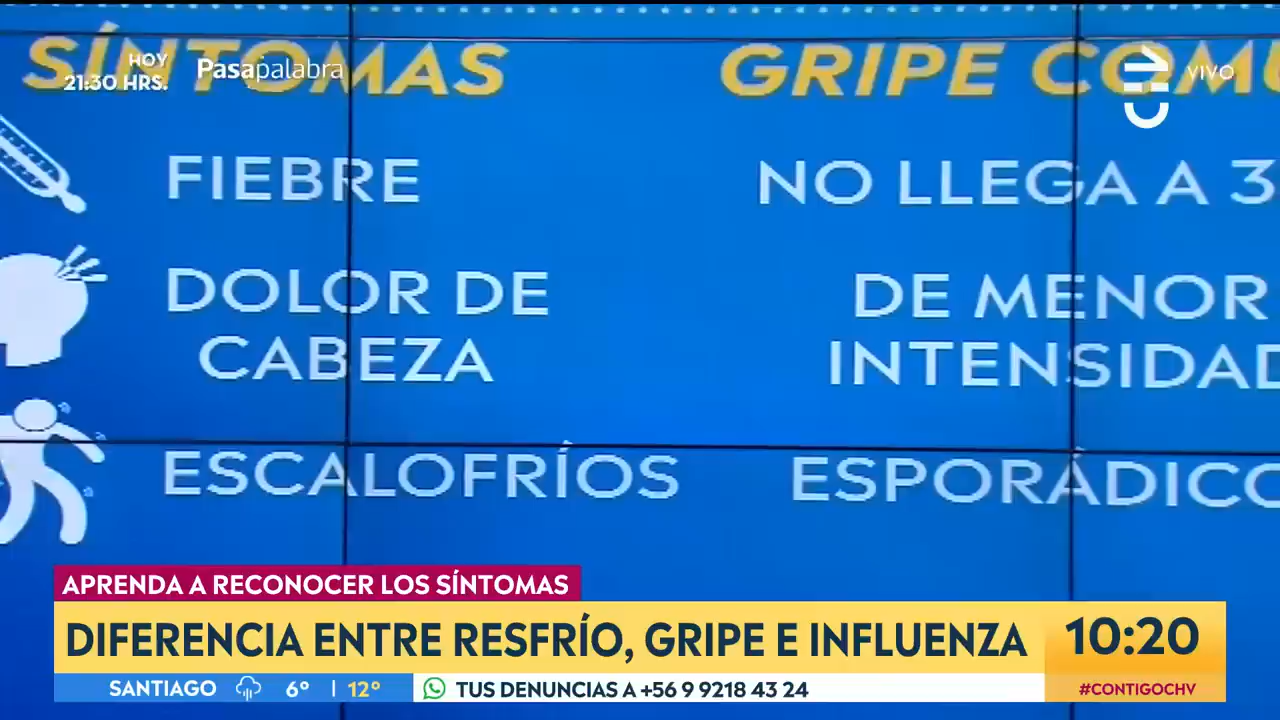 SÍNTOMAS
GRIPE COMU
HOY
21:30 HRS.
Pasapalabra
VIVO
FIEBRE
NO LLEGA A 3
DOLOR DE
CABEZA
DE MENOR
INTENSIDAD
ESCALOFRÍOS
ESPORÁDICO
APRENDA A RECONOCER LOS SÍNTOMAS
DIFERENCIA ENTRE RESFRÍO, GRIPE E INFLUENZA
10:20
SANTIAGO 6° | 12°
TUS DENUNCIAS A +56 9 9218 43 24
#CONTIGOCHV